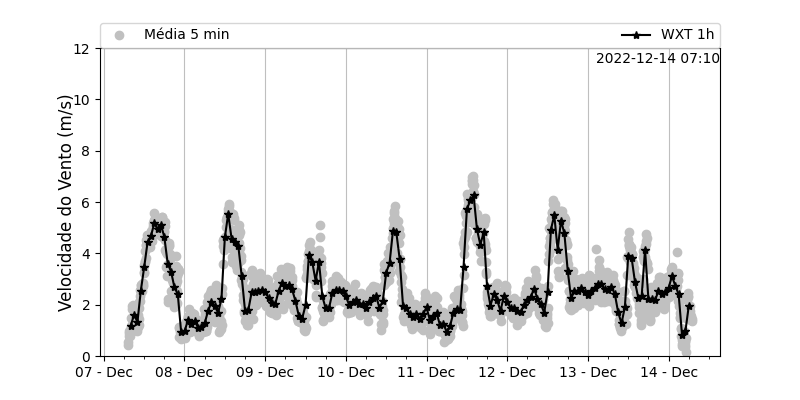 Média 5 min
WXT 1h
2022-12-14 07:10
Velocidade do Vento (m/s)
12
10
8
6
4
2
0
07 - Dec
08 - Dec
09 - Dec
10 - Dec
11 - Dec
12 - Dec
13 - Dec
14 - Dec